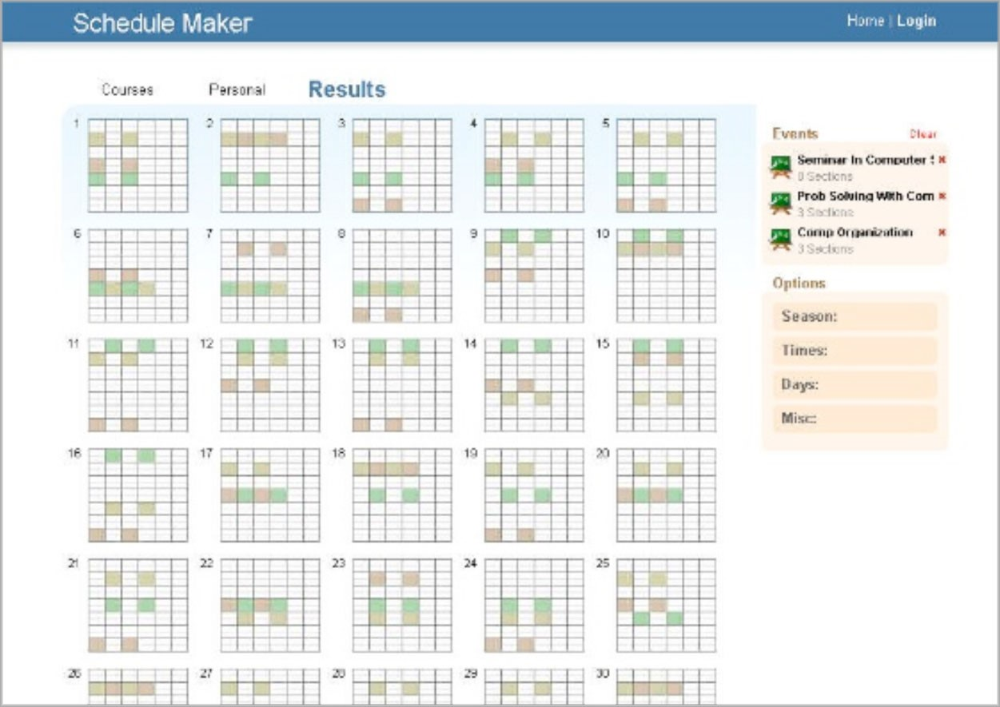 Schedule Maker
Home | Login
Courses Personal Results
1 2 3 4 5
Events Clear
Seminar In Computer
Sections
Prob Solving With Com
3 Sections
Comp Organization
3 Sections
6 7 8 9 10
Options
Season:
11 12 13 14 15
Times:
Days:
Misc:
16 17 18 19 20
21 22 23 24 25
26 27 28 29 30